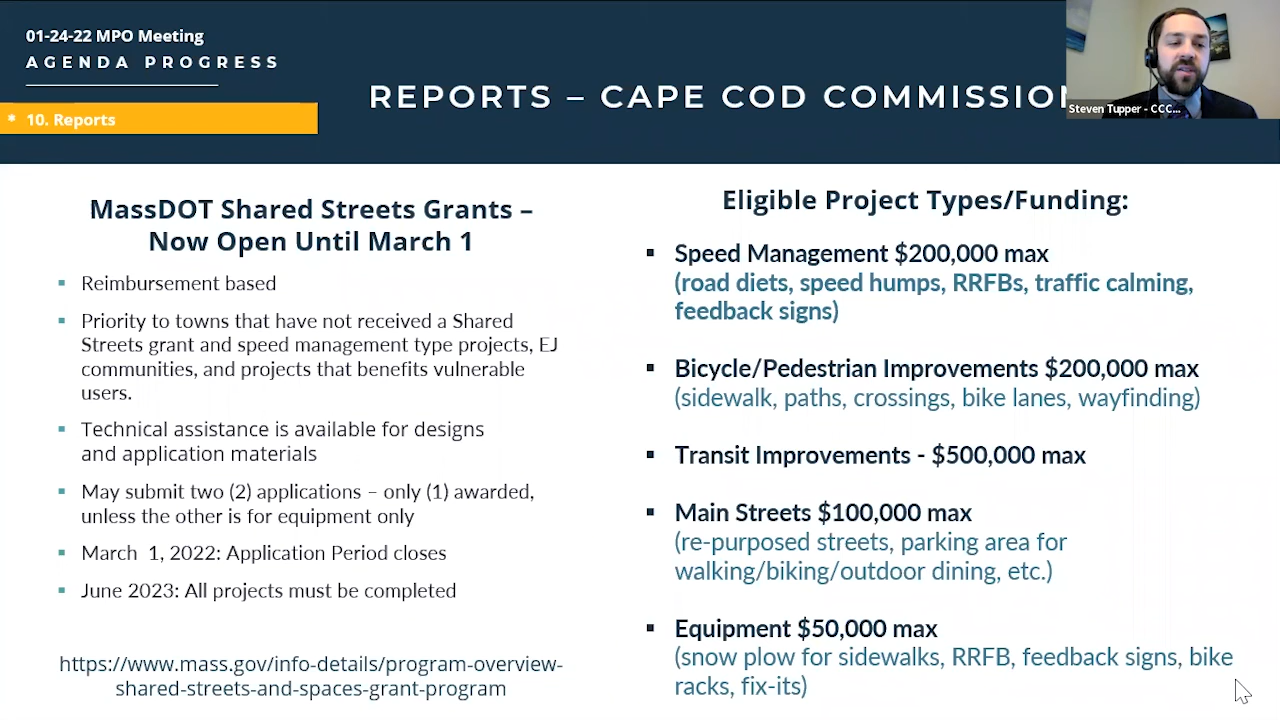 01-24-22 MPO Meeting
AGENDA PROGRESS
* 10. Reports
REPORTS – CAPE COD COMMISSION
Steven Tupper - CCC...
MassDOT Shared Streets Grants –
Now Open Until March 1
▪ Reimbursement based
▪ Priority to towns that have not received a Shared
Streets grant and speed management type projects, EJ
communities, and projects that benefits vulnerable
users.
▪ Technical assistance is available for designs
and application materials
▪ May submit two (2) applications – only (1) awarded,
unless the other is for equipment only
▪ March 1, 2022: Application Period closes
▪ June 2023: All projects must be completed
https://www.mass.gov/info-details/program-overview-
shared-streets-and-spaces-grant-program
Eligible Project Types/Funding:
▪ Speed Management $200,000 max
(road diets, speed humps, RRFBs, traffic calming,
feedback signs)
▪ Bicycle/Pedestrian Improvements $200,000 max
(sidewalk, paths, crossings, bike lanes, wayfinding)
▪ Transit Improvements - $500,000 max
▪ Main Streets $100,000 max
(re-purposed streets, parking area for
walking/biking/outdoor dining, etc.)
▪ Equipment $50,000 max
(snow plow for sidewalks, RRFB, feedback signs, bike
racks, fix-its)